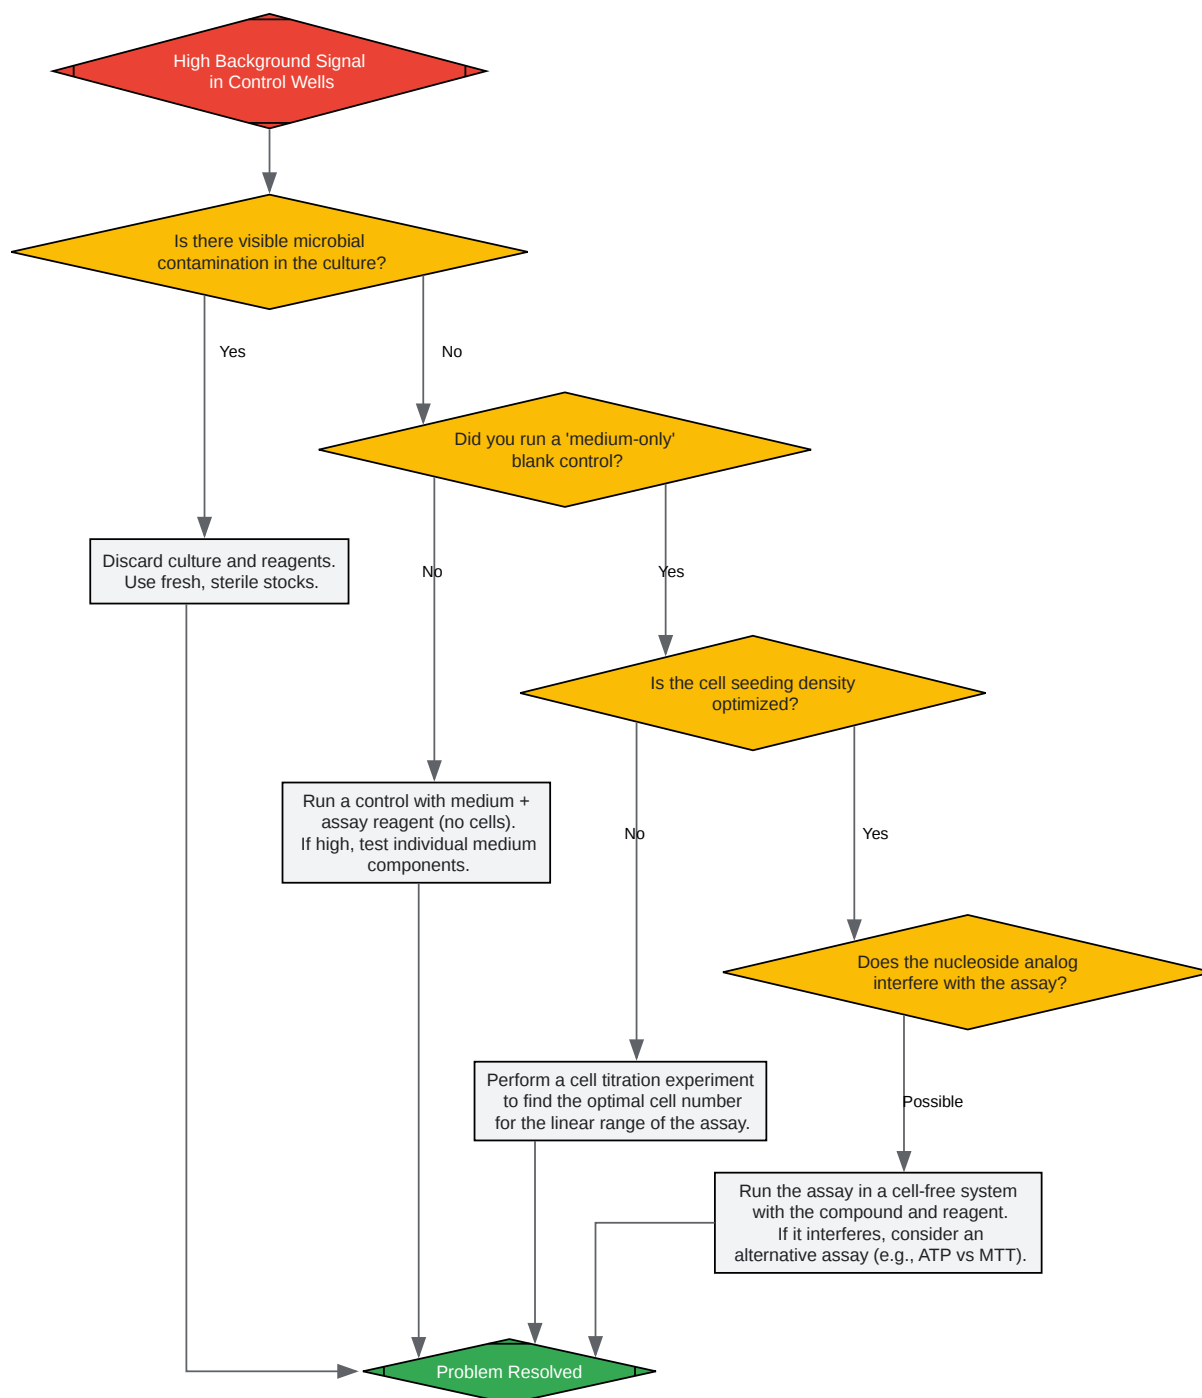 High Background Signal
in Control Wells
Is there visible microbial
contamination in the culture?
Yes
No
Did you run a 'medium-only'
blank control?
Discard culture and reagents.
Use fresh, sterile stocks.
No
Yes
Is the cell seeding density
optimized?
Run a control with medium +
assay reagent (no cells).
If high, test individual medium
components.
No
Yes
Does the nucleoside analog
interfere with the assay?
Perform a cell titration experiment
to find the optimal cell number
for the linear range of the assay.
Possible
Run the assay in a cell-free system
with the compound and reagent.
If it interferes, consider an
alternative assay (e.g., ATP vs MTT).
Problem Resolved